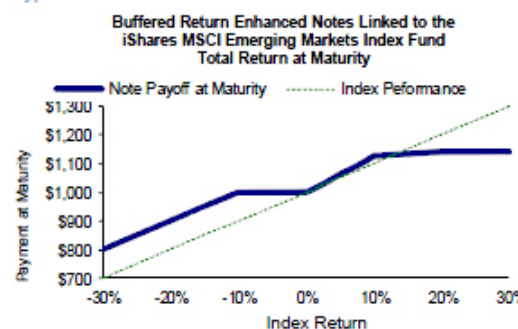 Buffered Return Enhanced Notes Linked to the
iShares MSCI Emerging Markets Index Fund
Total Return at Maturity
Note Payoff at Maturity
Index Peformance
Payment at Maturity
$1,300
$1,200
$1,100
$1,000
$900
$800
$700
-30%
-20%
-10%
0%
10%
20%
30%
Index Return